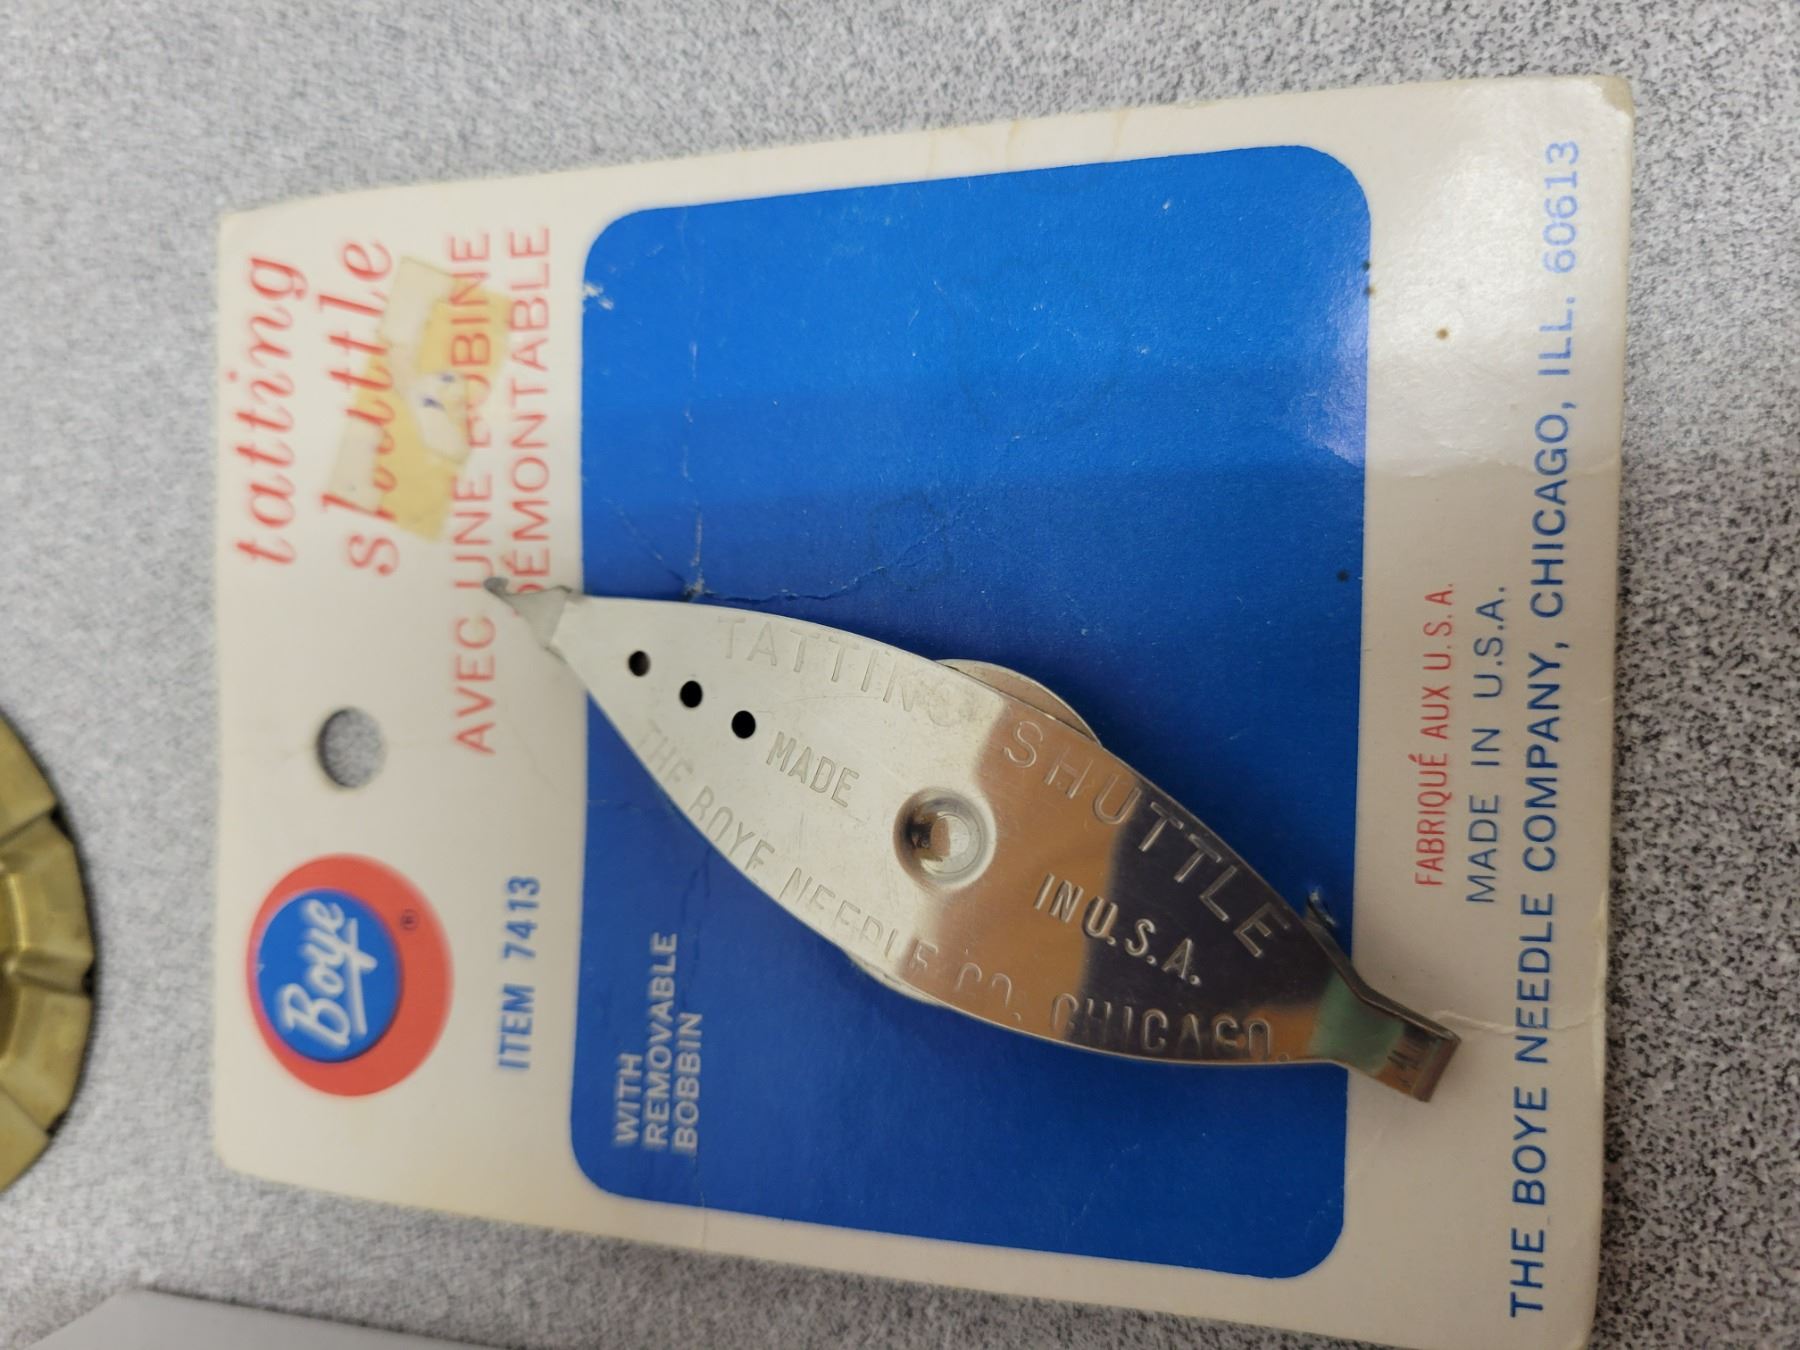 Boye
®
tatting
shuttle
ITEM 7413
AVEC UNE BOBINE
DÉMONTABLE
WITH
REMOVABLE
BOBBIN
TATTING SHUTTLE
MADE IN U.S.A.
THE BOYE NEEDLE CO. CHICAGO.
FABRIQUÉ AUX U.S.A.
MADE IN U.S.A.
THE BOYE NEEDLE COMPANY, CHICAGO, ILL. 60613